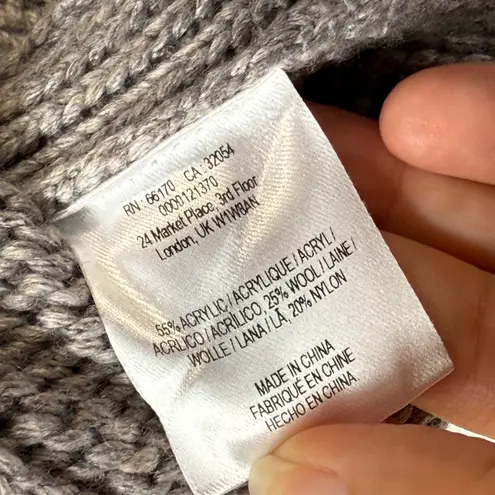 RN : 66170 CA : 32054
0000121370
24 Market Place, 3rd Floor
London, UK W1W8AN
55% ACRYLIC / ACRYLIQUE / ACRYL /
ACRLICO / ACRÍLICO, 25% WOOL / LAINE /
WOLLE / LANA / LÃ, 20% NYLON
MADE IN CHINA
FABRIQUÉ EN CHINE
HECHO EN CHINA.